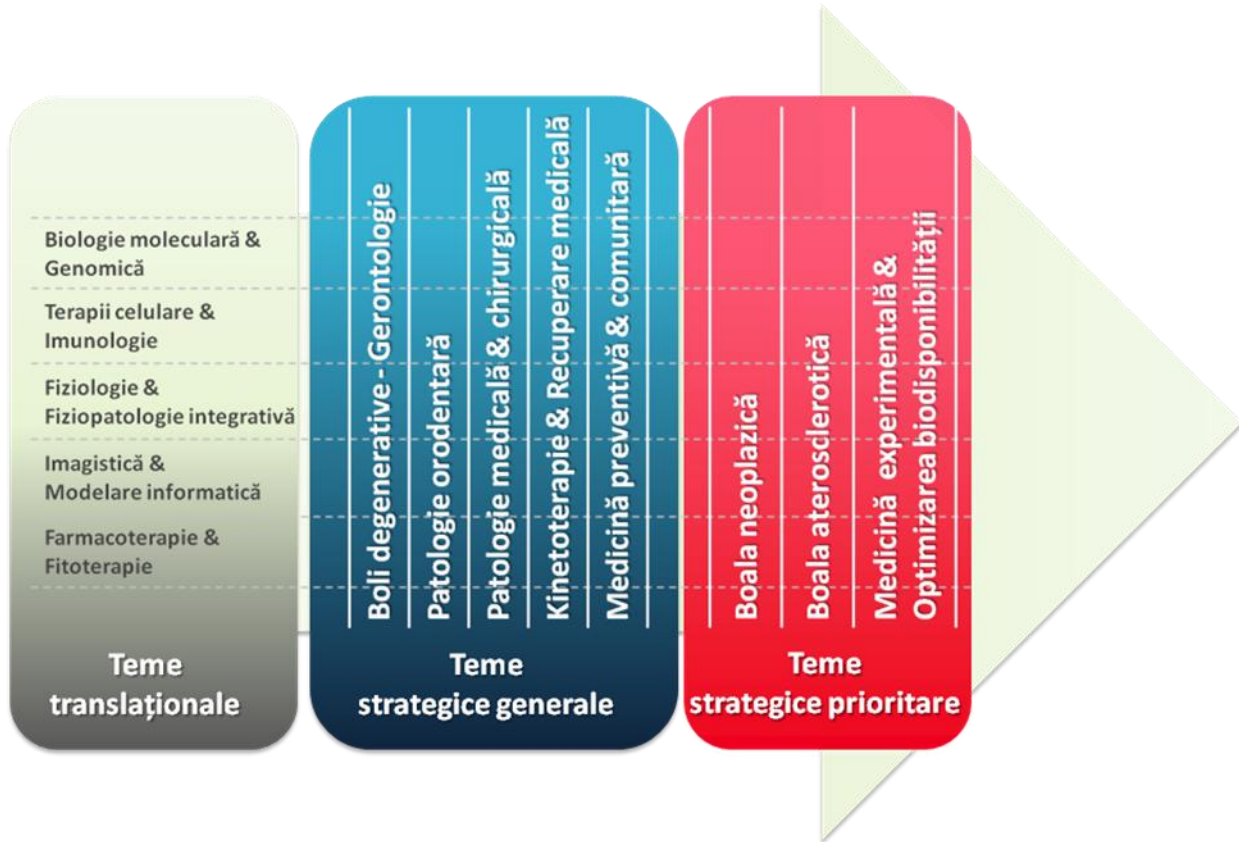 Biologie moleculară &
Genomică
Terapii celulare &
Imunologie
Fiziologie &
Fiziopatologie integrativă
Imagistică &
Modelare informatică
Farmacoterapie &
Fitoterapie
Teme
translaționale
Boli degenerative - Gerontologie
Patologie orodentară
Patologie medicală & chirurgicală
Kinetoterapie & Recuperare medicală
Medicină preventivă & comunitară
Teme
strategice generale
Boala neoplazică
Boala aterosclerotică
Medicină experimentală &
Optimizarea biodisponibilității
Teme
strategice prioritare